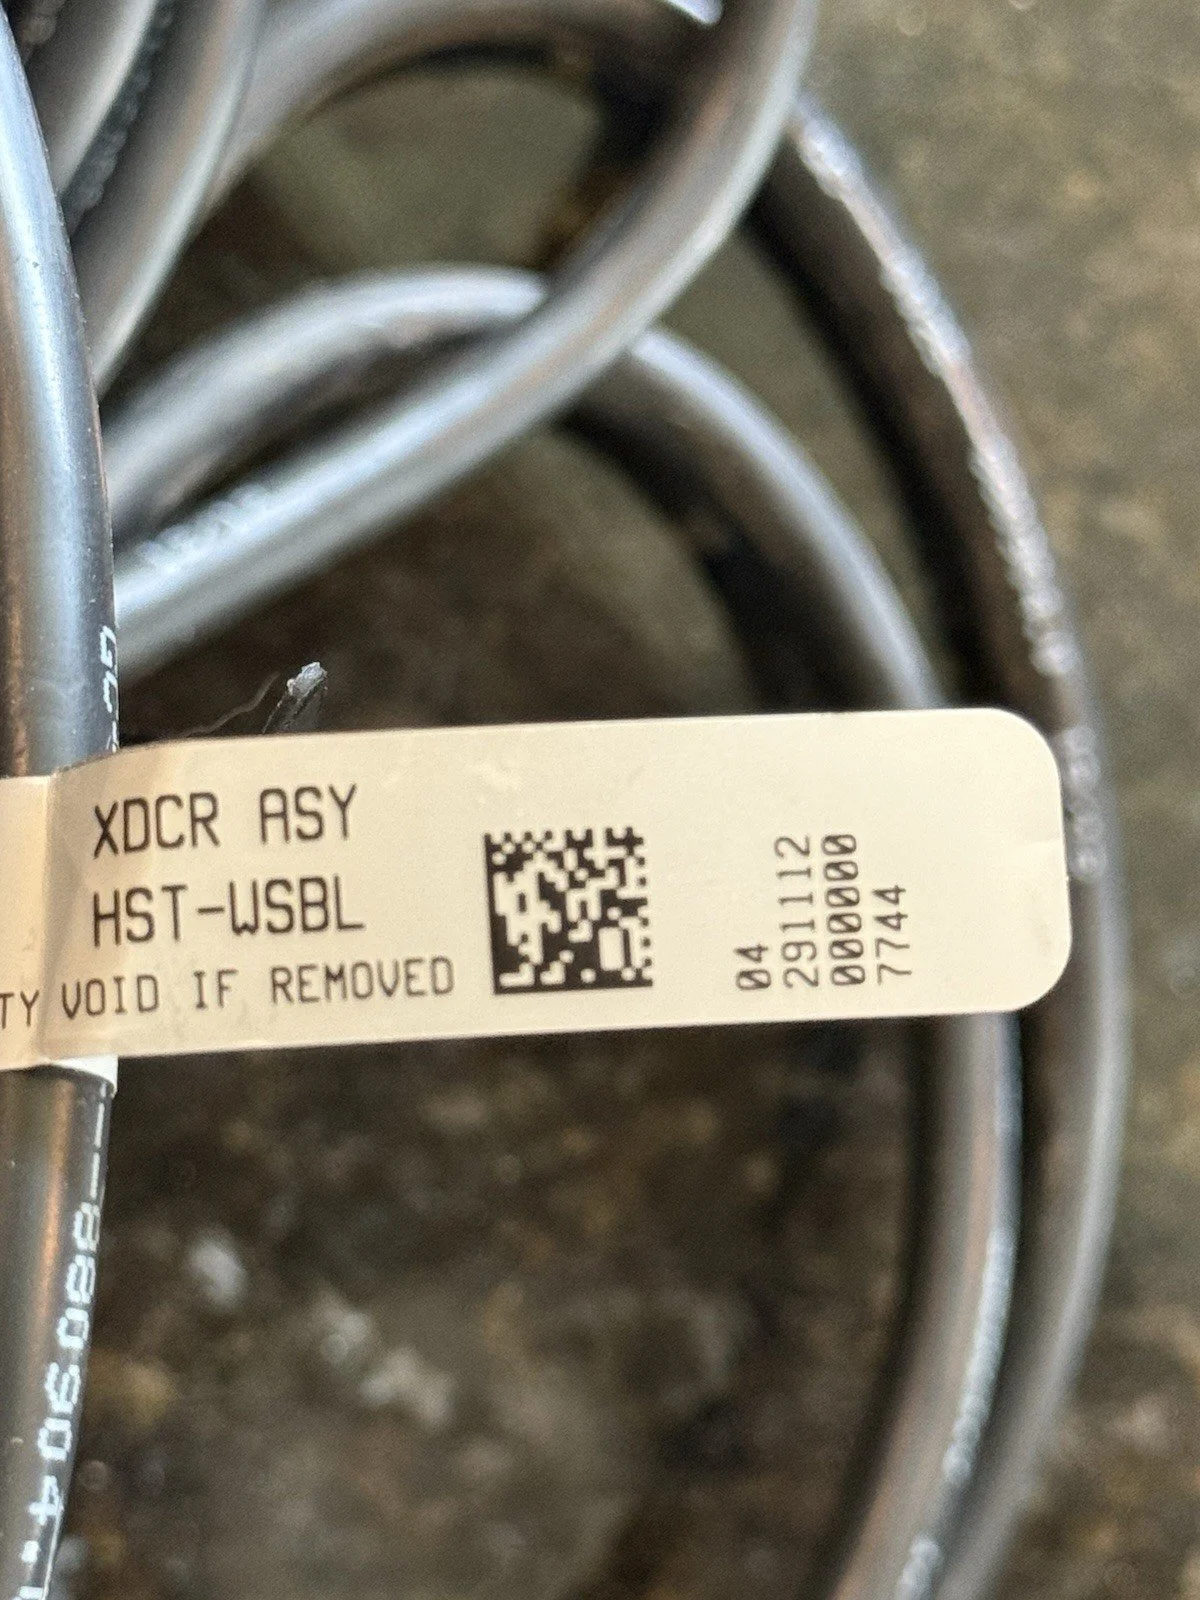 XDCR ASY
HST-WSBL
TY VOID IF REMOVED
04
291112
000000
7744